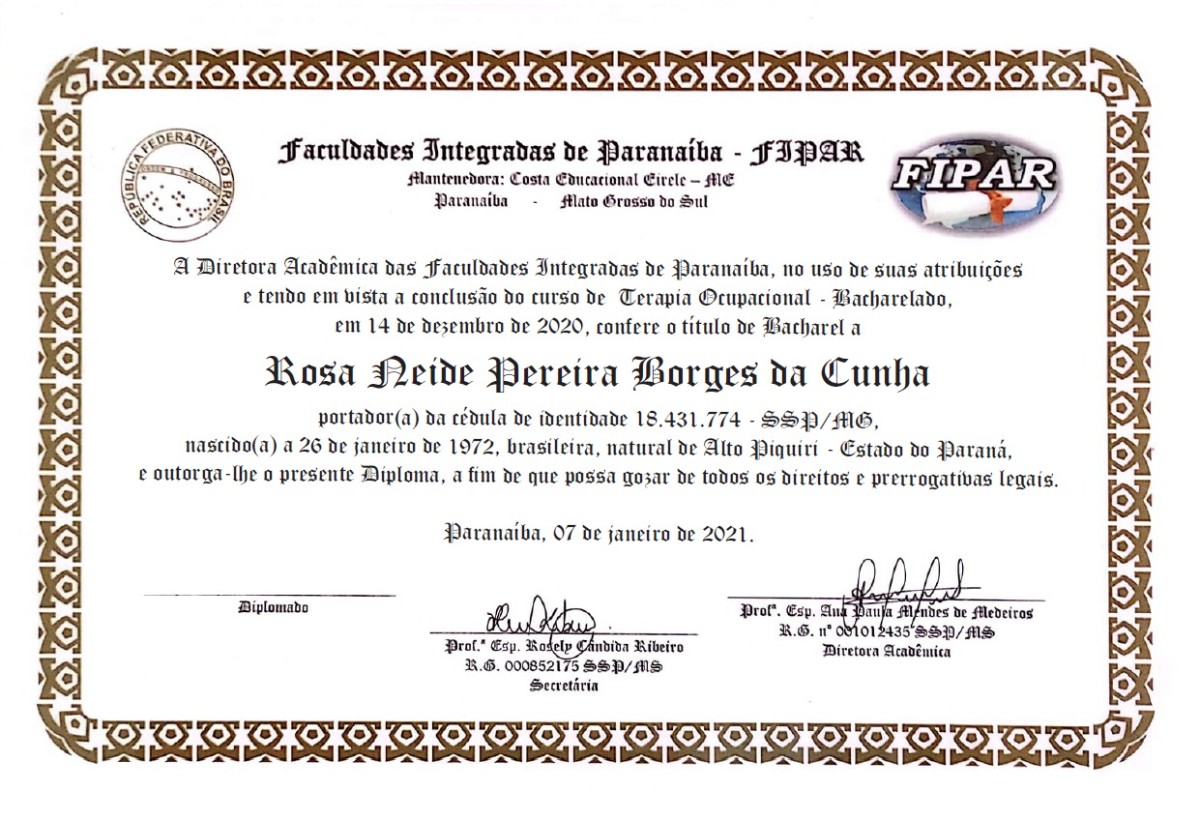 REPÚBLICA FEDERATIVA DO BRASIL
Faculdades Integradas de Paranaíba - FIPAR
Mantenedora: Costa Educacional Eirele – ME
Paranaíba - Mato Grosso do Sul
FIPAR
A Diretora Acadêmica das Faculdades Integradas de Paranaíba, no uso de suas atribuições
e tendo em vista a conclusão do curso de Terapia Ocupacional - Bacharelado,
em 14 de dezembro de 2020, confere o título de Bacharel a
Rosa Neide Pereira Borges da Cunha
portador(a) da cédula de identidade 18.431.774 - SSP/MG,
nascido(a) a 26 de janeiro de 1972, brasileira, natural de Alto Piquiri - Estado do Paraná,
e outorga-lhe o presente Diploma, a fim de que possa gozar de todos os direitos e prerrogativas legais.
Paranaíba, 07 de janeiro de 2021.
Diplomado
Prof.ª Esp. Rosely Cândida Ribeiro
R.G. 000852175 SSP/MS
Secretária
Profª. Esp. Ana Paula Mendes de Medeiros
R.G. nº 001012435 SSP/MS
Diretora Acadêmica